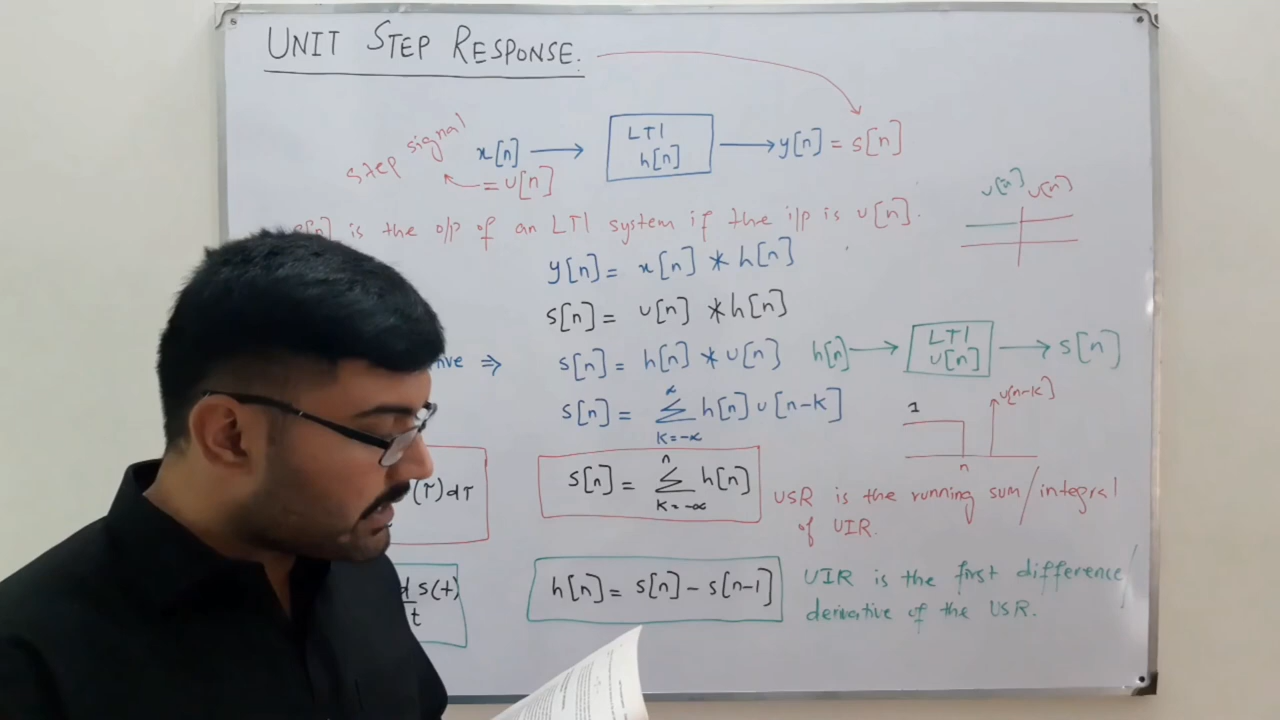 UNIT STEP RESPONSE.
step signal
x[n]
= u[n]
LTI
h[n]
y[n] = s[n]
u[n]
is the o/p of an LTI system if the i/p is u[n].
y[n] = x[n] * h[n]
s[n] = u[n] * h[n]
⇒ s[n] = h[n] * u[n]
h[n]
LTI
u[n]
s[n]
s[n] = ∑ h[n] u[n-k]
k=-∞
∞
1
n
u[n-k]
(τ)dτ
s[n] = ∑ h[n]
n
k=-∞
USR is the running sum/integral
of UIR.
d s(t)
t
h[n] = s[n] - s[n-1]
UIR is the first difference/
derivative of the USR.